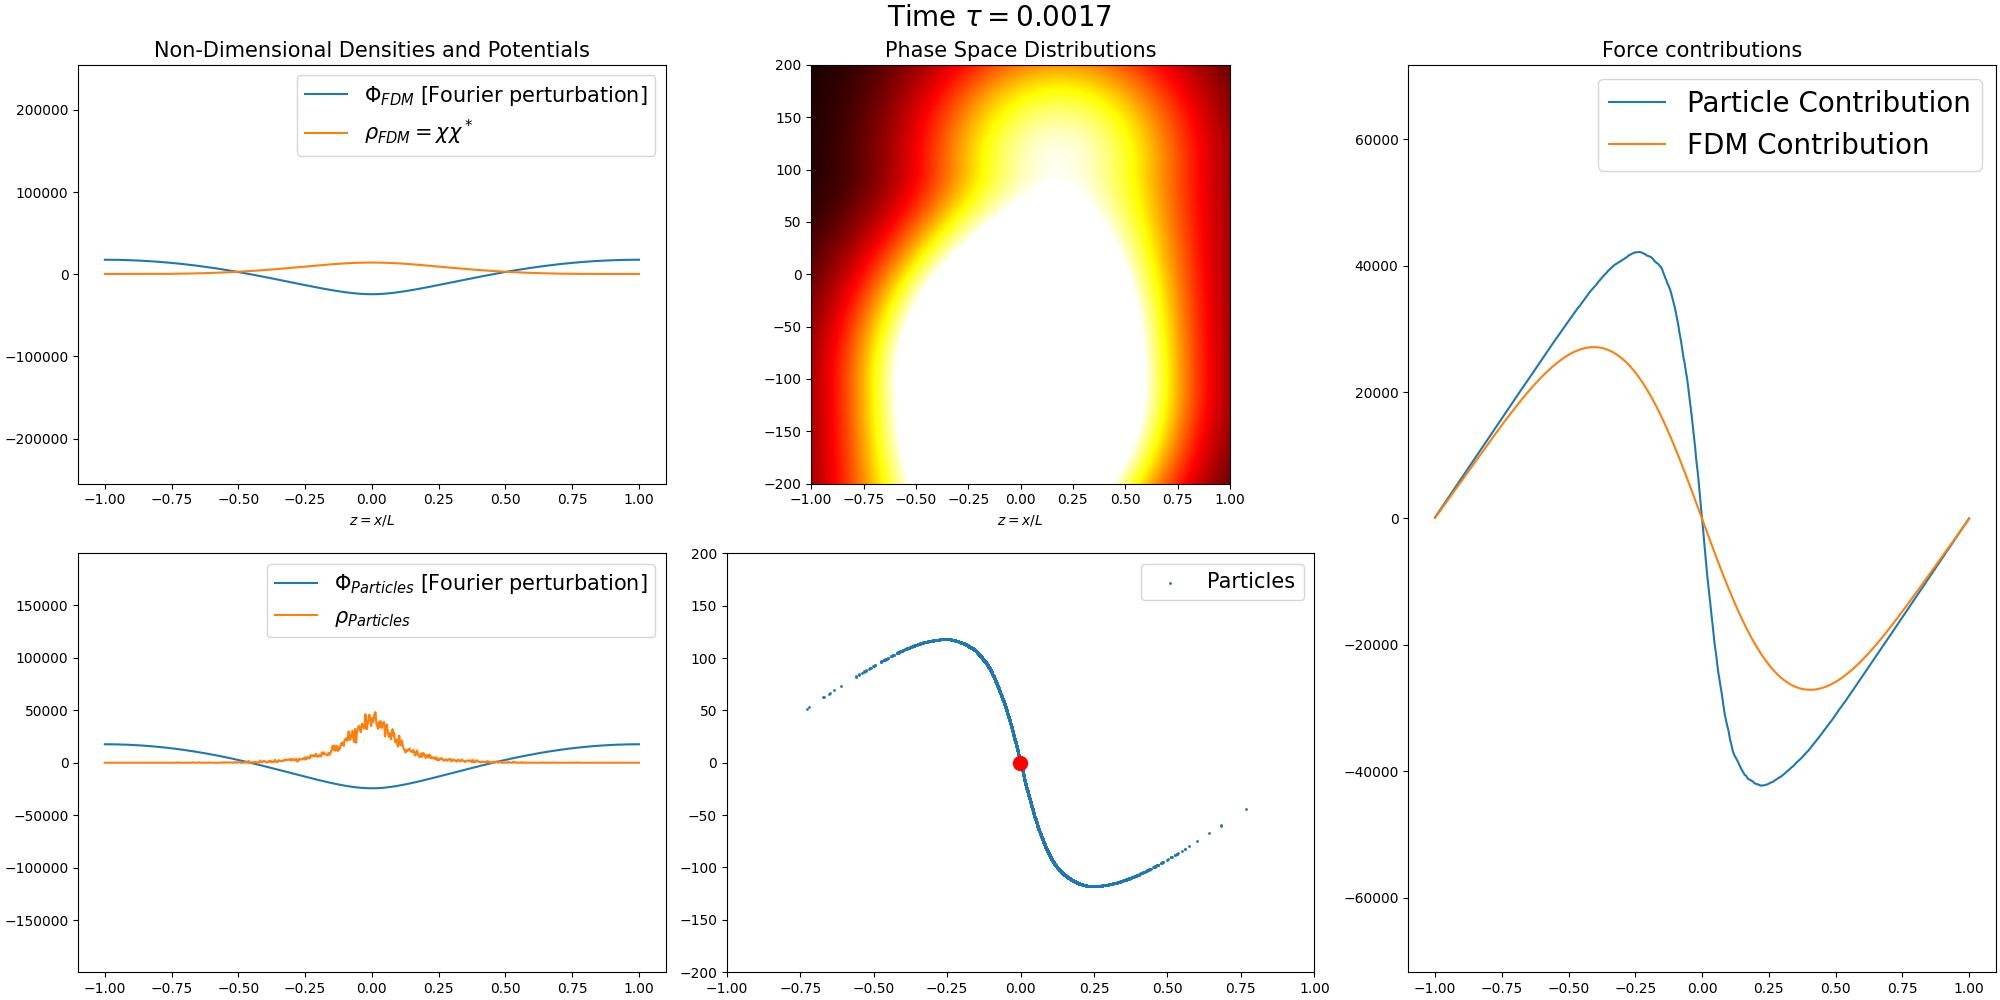 Time τ = 0.0017
Non-Dimensional Densities and Potentials
Φ_FDM [Fourier perturbation]
ρ_FDM = χχ*
200000
100000
0
−100000
−200000
−1.00 −0.75 −0.50 −0.25 0.00 0.25 0.50 0.75 1.00
z = x/L
Phase Space Distributions
200
150
100
50
0
−50
−100
−150
−200
−1.00 −0.75 −0.50 −0.25 0.00 0.25 0.50 0.75 1.00
z = x/L
Force contributions
Particle Contribution
FDM Contribution
60000
40000
20000
0
−20000
−40000
−60000
−1.00 −0.75 −0.50 −0.25 0.00 0.25 0.50 0.75 1.00
Φ_Particles [Fourier perturbation]
ρ_Particles
150000
100000
50000
0
−50000
−100000
−150000
−1.00 −0.75 −0.50 −0.25 0.00 0.25 0.50 0.75 1.00
Particles
200
150
100
50
0
−50
−100
−150
−200
−1.00 −0.75 −0.50 −0.25 0.00 0.25 0.50 0.75 1.00